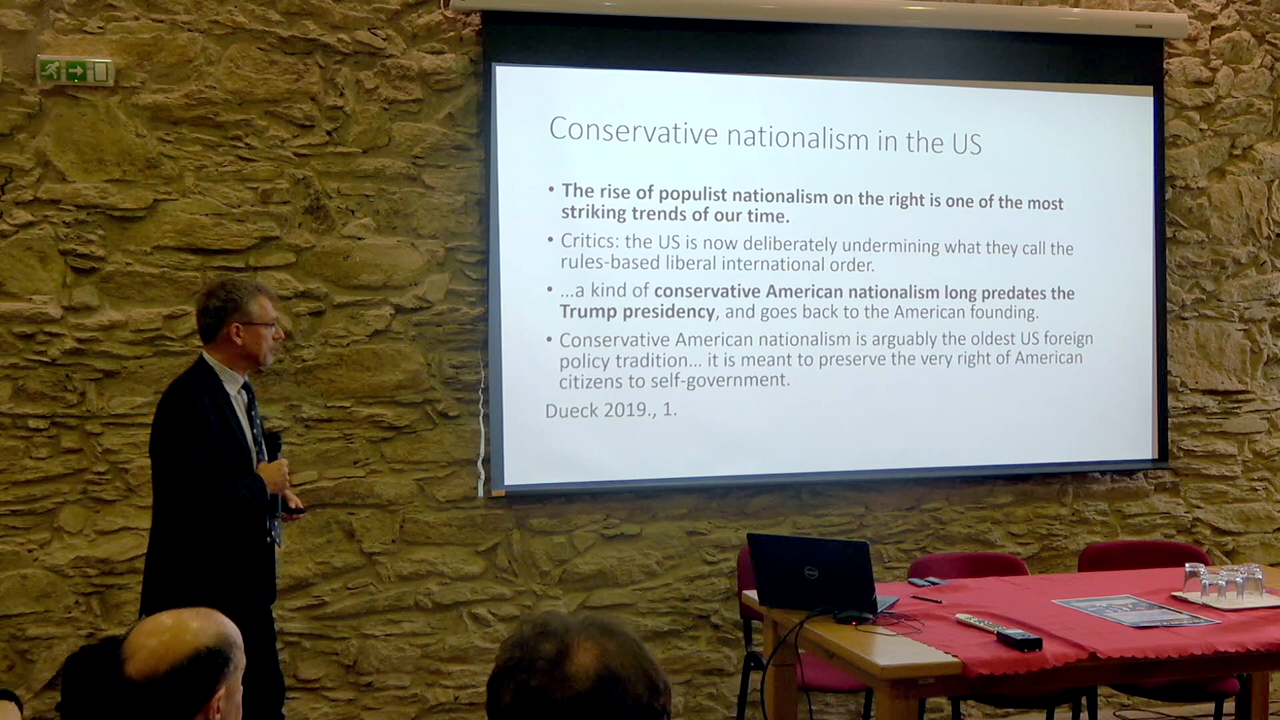 Conservative nationalism in the US
• The rise of populist nationalism on the right is one of the most
striking trends of our time.
• Critics: the US is now deliberately undermining what they call the
rules-based liberal international order.
• ...a kind of conservative American nationalism long predates the
Trump presidency, and goes back to the American founding.
• Conservative American nationalism is arguably the oldest US foreign
policy tradition... it is meant to preserve the very right of American
citizens to self-government.
Dueck 2019., 1.